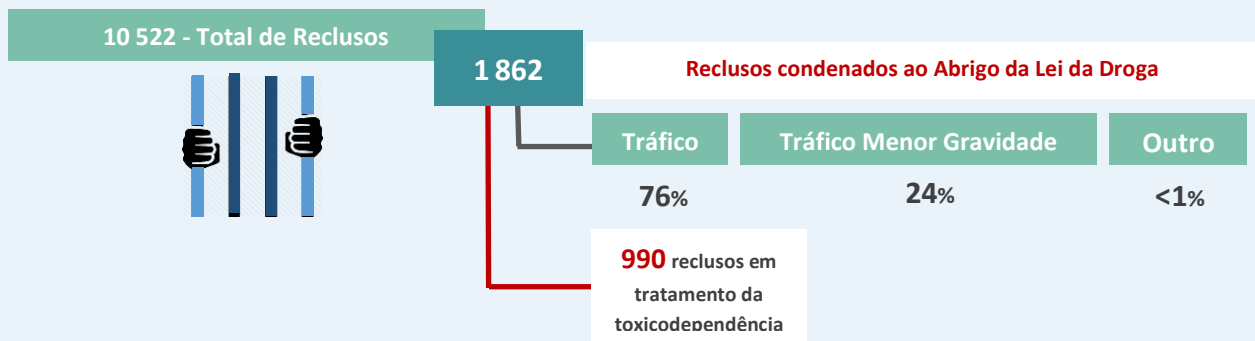 10 522 - Total de Reclusos
1 862
Reclusos condenados ao Abrigo da Lei da Droga
Tráfico
Tráfico Menor Gravidade
Outro
76%
24%
<1%
990 reclusos em
tratamento da
toxicodependência